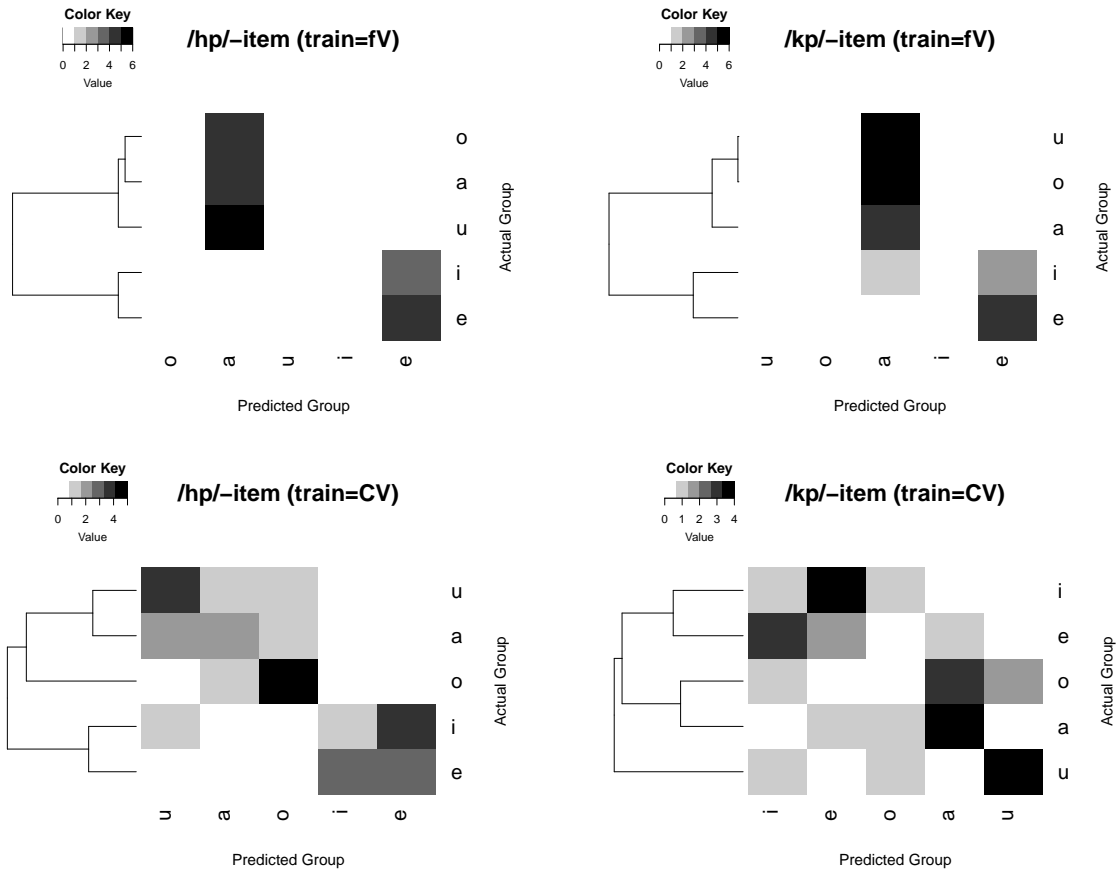 Color Key
0 2 4 6
Value
/hp/−item (train=fV)
o
a
u
i
e
Actual Group
o a u i e
Predicted Group
Color Key
0 2 4 6
Value
/kp/−item (train=fV)
u
o
a
i
e
Actual Group
u o a i e
Predicted Group
Color Key
0 2 4
Value
/hp/−item (train=CV)
u
a
o
i
e
Actual Group
u a o i e
Predicted Group
Color Key
0 1 2 3 4
Value
/kp/−item (train=CV)
i
e
o
a
u
Actual Group
i e o a u
Predicted Group